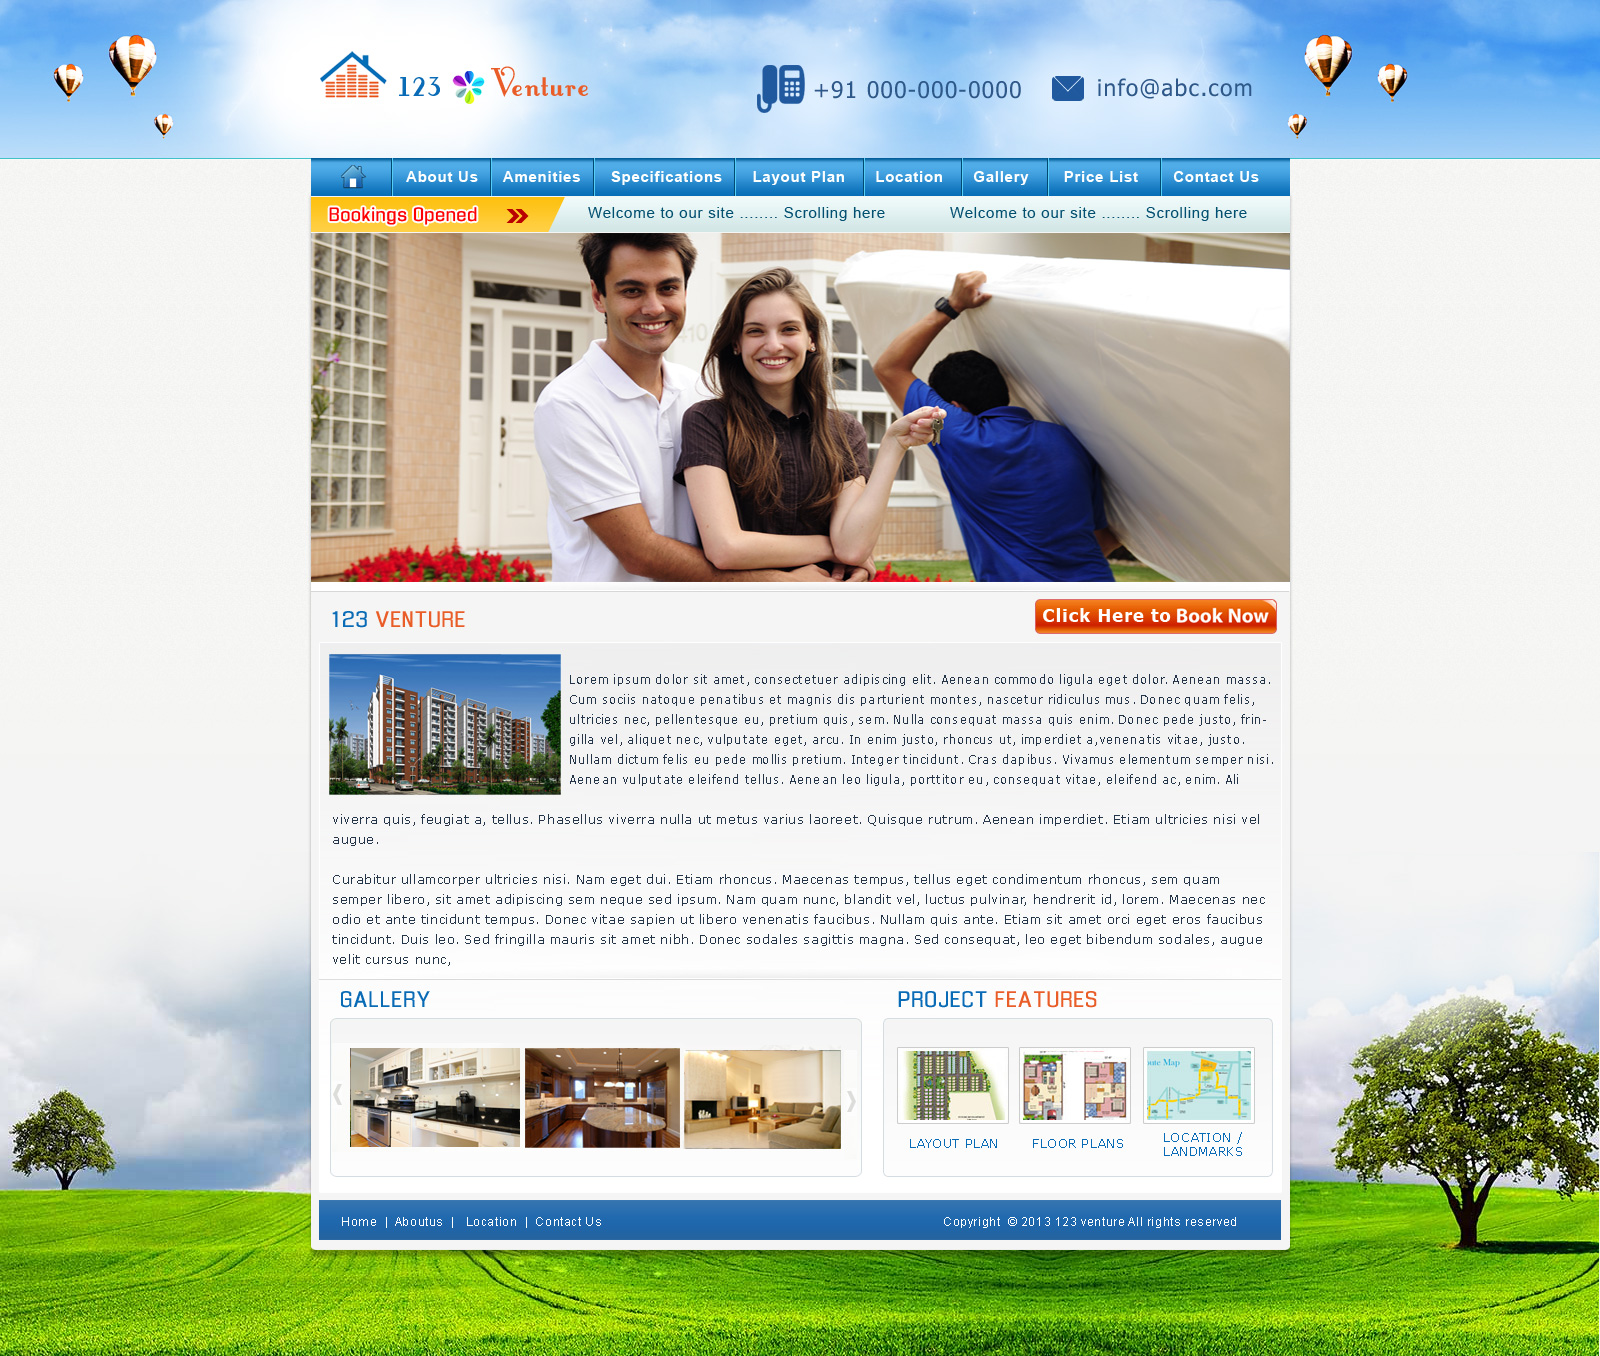 123 Venture
+91 000-000-0000
info@abc.com
About Us
Amenities
Specifications
Layout Plan
Location
Gallery
Price List
Contact Us
Bookings Opened
Welcome to our site ........ Scrolling here
Welcome to our site ........ Scrolling here
10
123 VENTURE
Click Here to Book Now
Lorem ipsum dolor sit amet, consectetuer adipiscing elit. Aenean commodo ligula eget dolor. Aenean massa.
Cum sociis natoque penatibus et magnis dis parturient montes, nascetur ridiculus mus. Donec quam felis,
ultricies nec, pellentesque eu, pretium quis, sem. Nulla consequat massa quis enim. Donec pede justo, frin-
gilla vel, aliquet nec, vulputate eget, arcu. In enim justo, rhoncus ut, imperdiet a,venenatis vitae, justo.
Nullam dictum felis eu pede mollis pretium. Integer tincidunt. Cras dapibus. Vivamus elementum semper nisi.
Aenean vulputate eleifend tellus. Aenean leo ligula, porttitor eu, consequat vitae, eleifend ac, enim. Ali
viverra quis, feugiat a, tellus. Phasellus viverra nulla ut metus varius laoreet. Quisque rutrum. Aenean imperdiet. Etiam ultricies nisi vel
augue.
Curabitur ullamcorper ultricies nisi. Nam eget dui. Etiam rhoncus. Maecenas tempus, tellus eget condimentum rhoncus, sem quam
semper libero, sit amet adipiscing sem neque sed ipsum. Nam quam nunc, blandit vel, luctus pulvinar, hendrerit id, lorem. Maecenas nec
odio et ante tincidunt tempus. Donec vitae sapien ut libero venenatis faucibus. Nullam quis ante. Etiam sit amet orci eget eros faucibus
tincidunt. Duis leo. Sed fringilla mauris sit amet nibh. Donec sodales sagittis magna. Sed consequat, leo eget bibendum sodales, augue
velit cursus nunc,
GALLERY
PROJECT FEATURES
ute Map
LAYOUT PLAN
FLOOR PLANS
LOCATION /
LANDMARKS
Home | Aboutus | Location | Contact Us
Copyright © 2013 123 venture All rights reserved